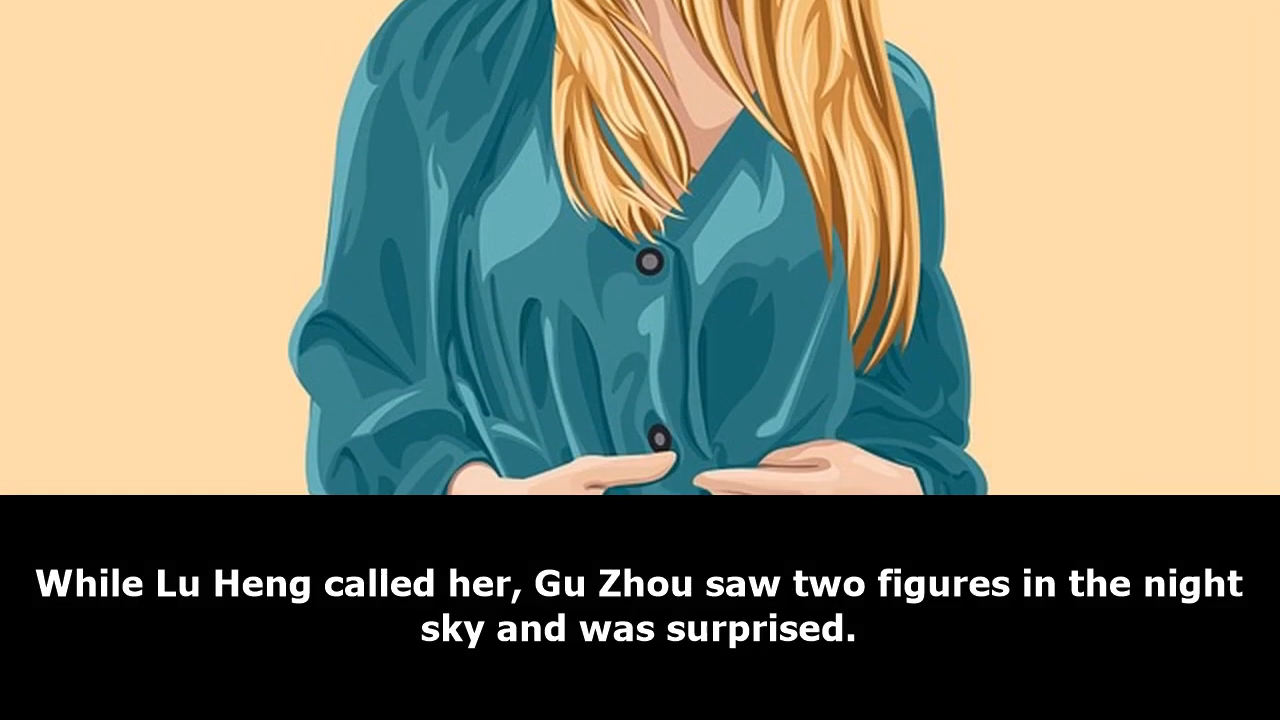 While Lu Heng called her, Gu Zhou saw two figures in the night
sky and was surprised.